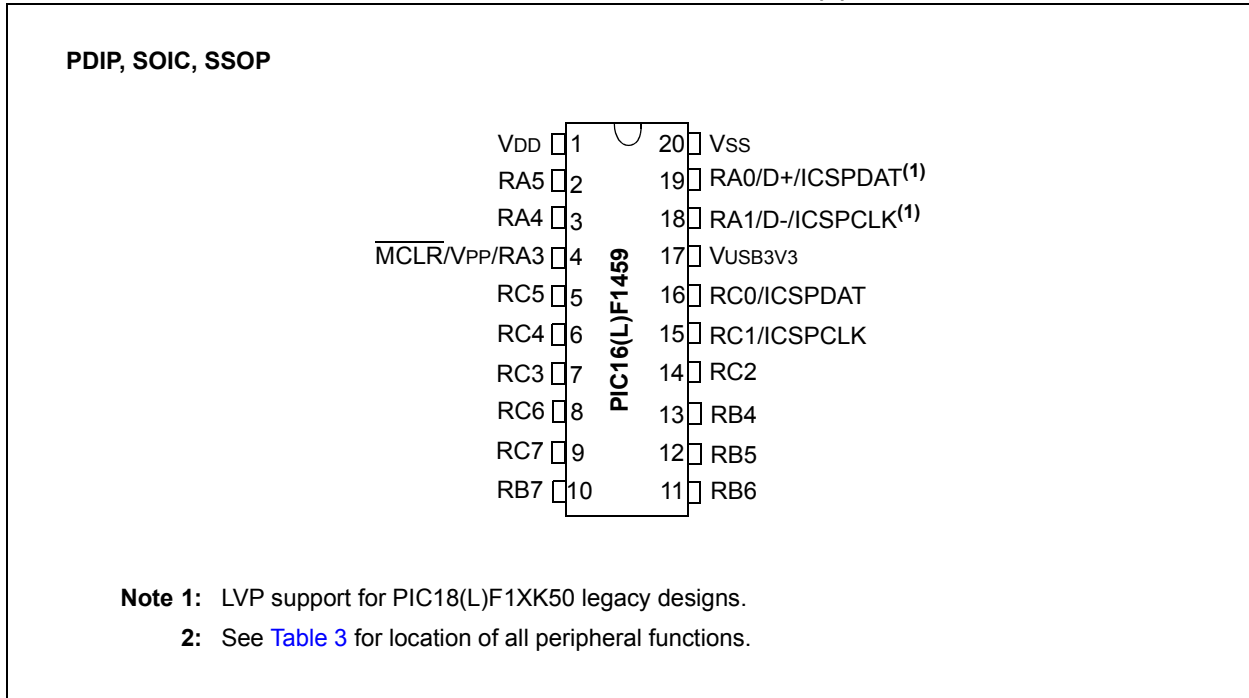 PDIP, SOIC, SSOP
VDD 1 20 VSS
RA5 2 19 RA0/D+/ICSPDAT(1)
RA4 3 18 RA1/D-/ICSPCLK(1)
MCLR/VPP/RA3 4 17 VUSB3V3
RC5 5 16 RC0/ICSPDAT
RC4 6 15 RC1/ICSPCLK
RC3 7 14 RC2
RC6 8 13 RB4
RC7 9 12 RB5
RB7 10 11 RB6
PIC16(L)F1459
Note 1: LVP support for PIC18(L)F1XK50 legacy designs.
2: See Table 3 for location of all peripheral functions.